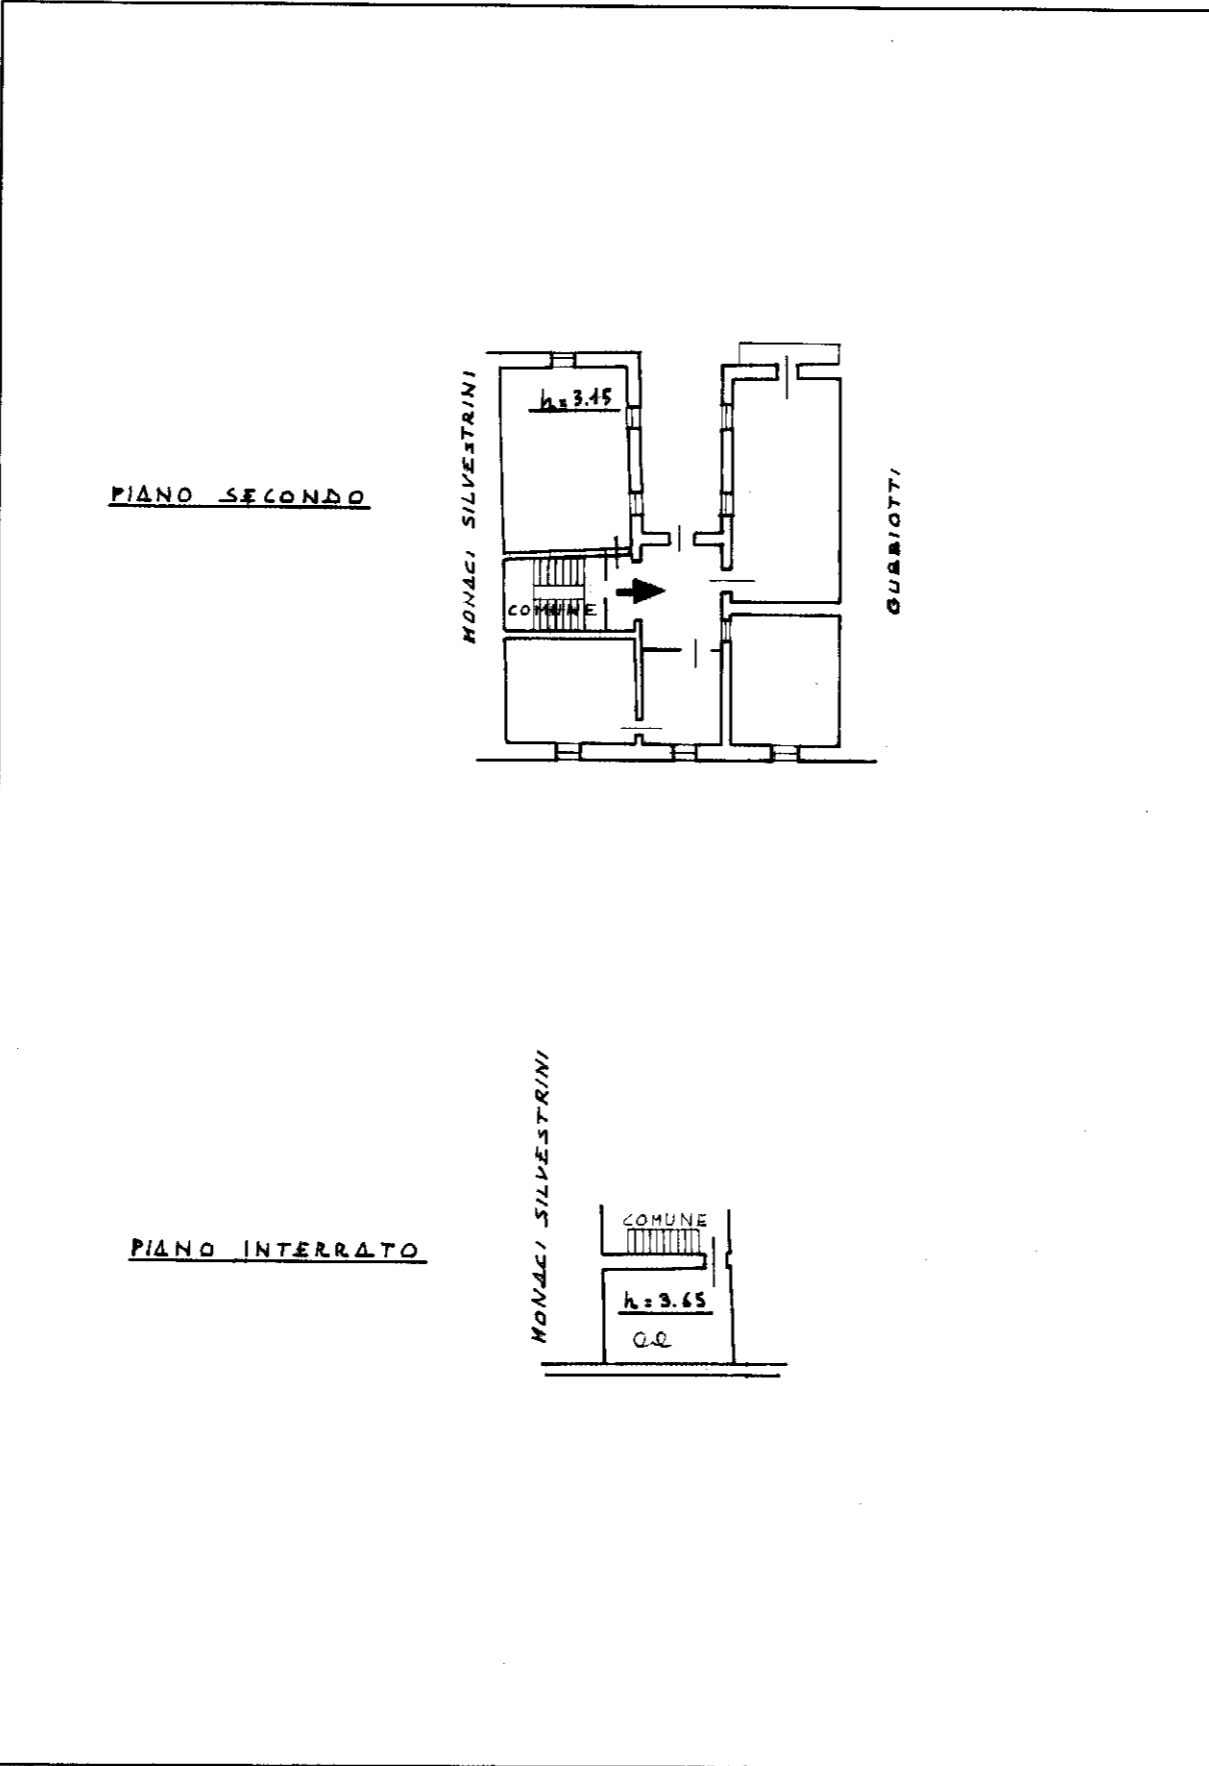 h=3.15
MONACI SILVESTRINI
PIANO SECONDO
GUBBIOTTI
COMUNE
MONACI SILVESTRINI
COMUNE
PIANO INTERRATO
h=3.65